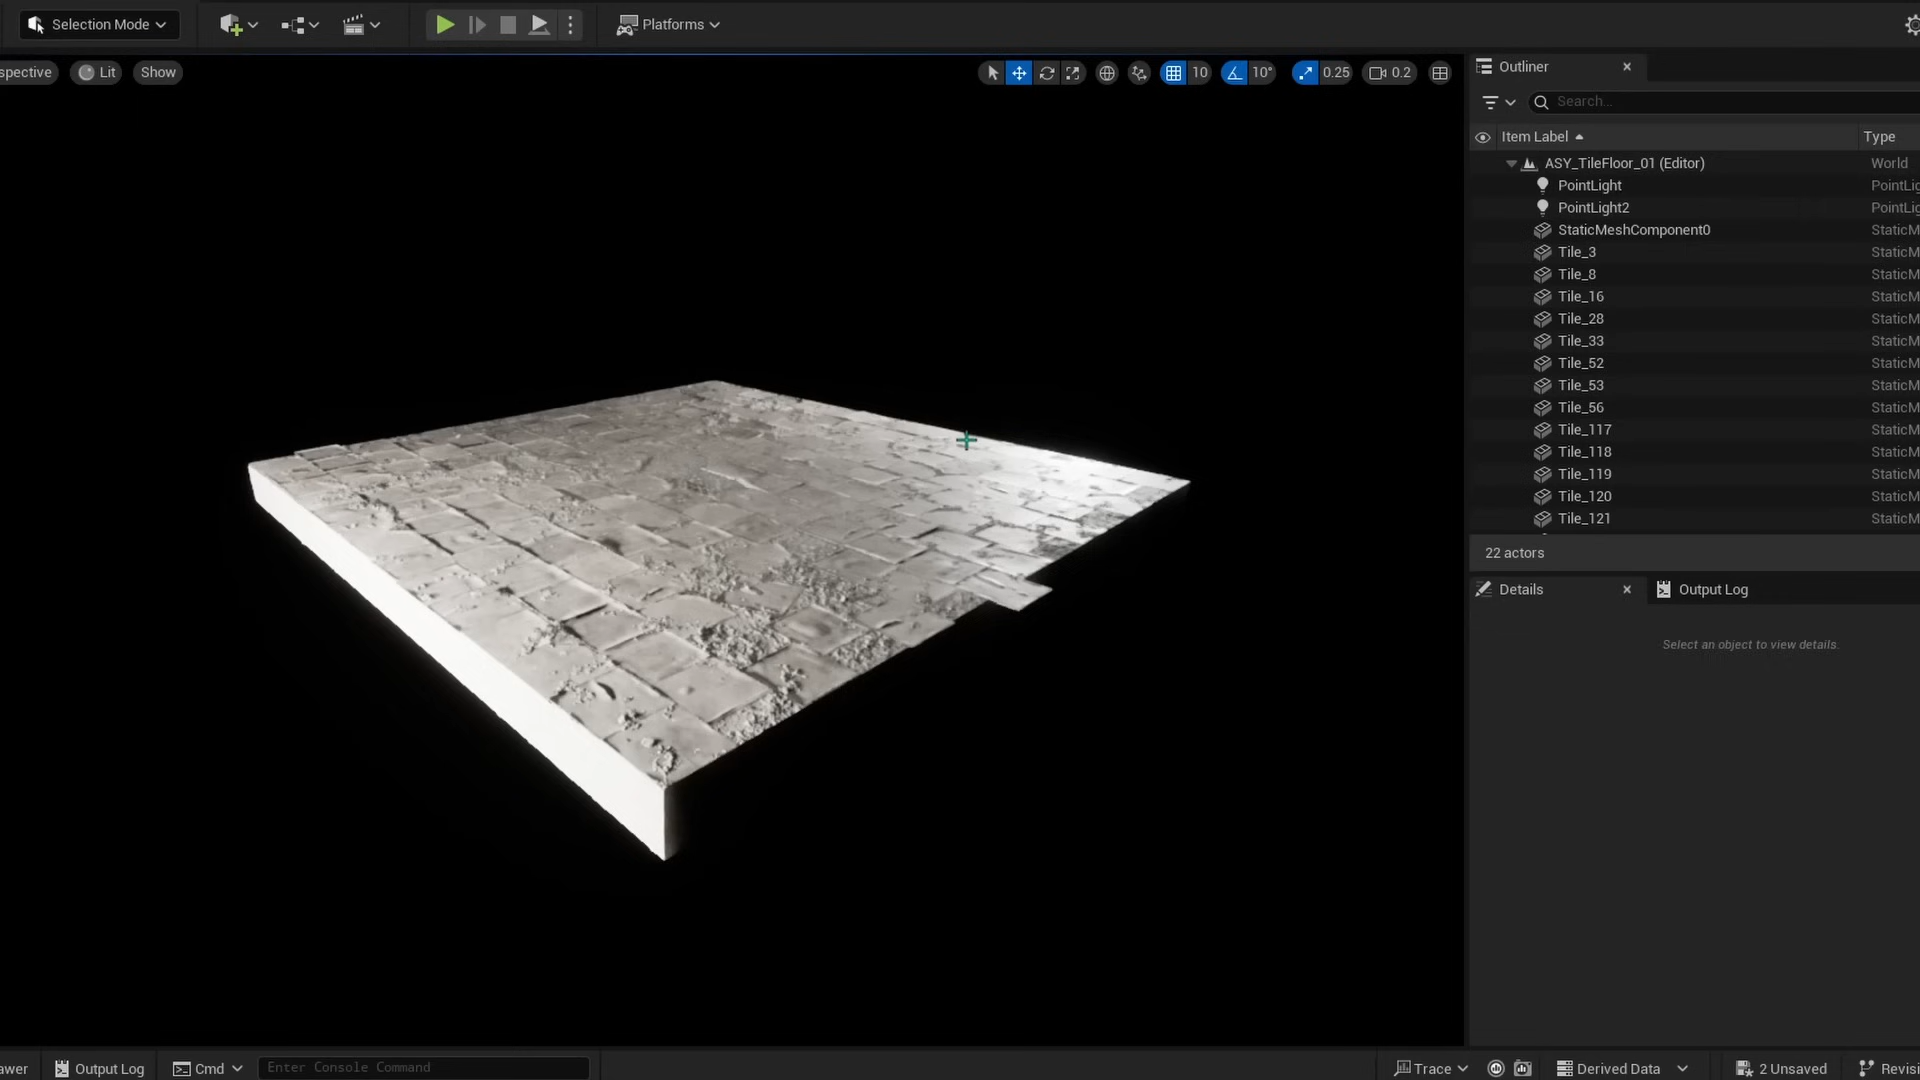 Selection Mode
Platforms
spective
Lit
Show
10
10°
0.25
0.2
Outliner
Search...
Item Label
Type
ASY_TileFloor_01 (Editor)
World
PointLight
PointLig
PointLight2
PointLig
StaticMeshComponent0
StaticM
Tile_3
StaticM
Tile_8
StaticM
Tile_16
StaticM
Tile_28
StaticM
Tile_33
StaticM
Tile_52
StaticM
Tile_53
StaticM
Tile_56
StaticM
Tile_117
StaticM
Tile_118
StaticM
Tile_119
StaticM
Tile_120
StaticM
Tile_121
StaticM
22 actors
Details
Output Log
Select an object to view details.
awer
Output Log
Cmd
Enter Console Command
Trace
Derived Data
2 Unsaved
Revisi